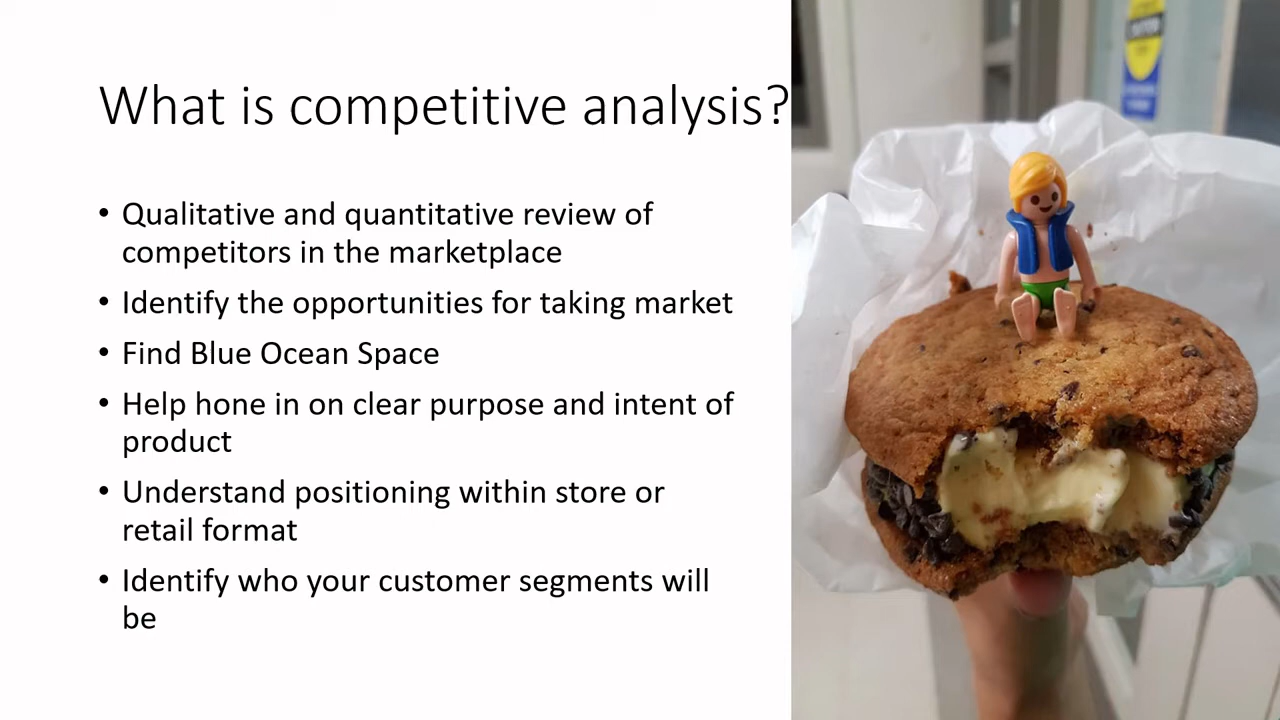 What is competitive analysis?
• Qualitative and quantitative review of
competitors in the marketplace
• Identify the opportunities for taking market
• Find Blue Ocean Space
• Help hone in on clear purpose and intent of
product
• Understand positioning within store or
retail format
• Identify who your customer segments will
be